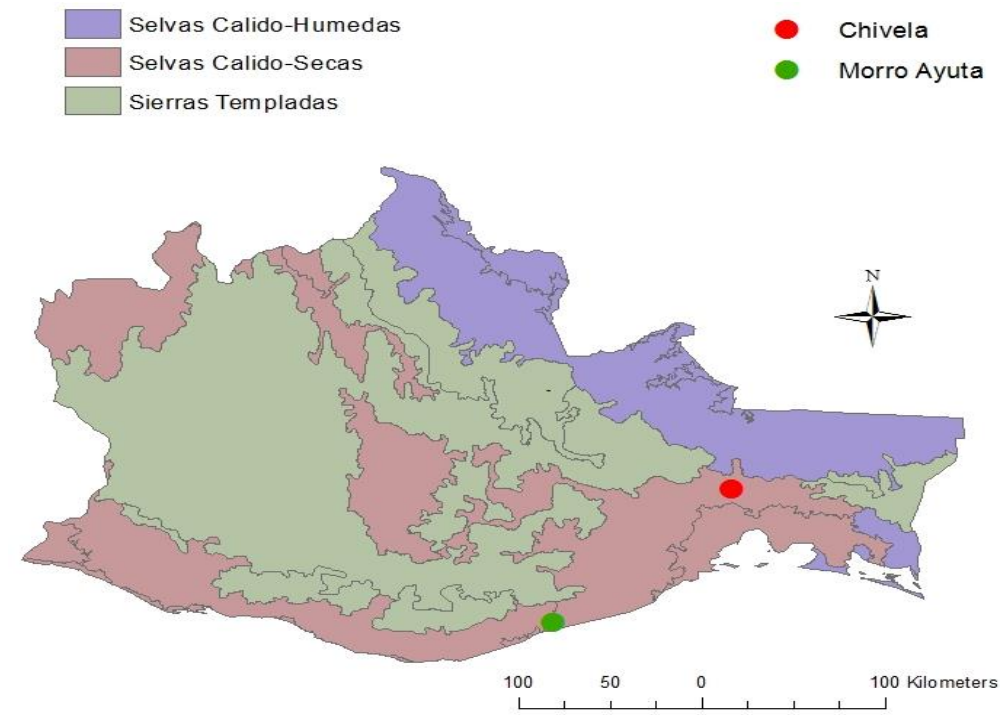 Selvas Calido-Humedas
Selvas Calido-Secas
Sierras Templadas
Chivela
Morro Ayuta
N
100 50 0 100 Kilometers